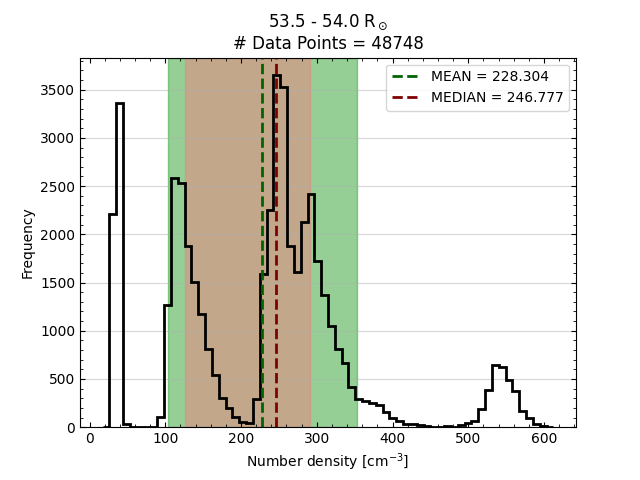 53.5 - 54.0 R⊙
# Data Points = 48748
MEAN = 228.304
MEDIAN = 246.777
Frequency
3500
3000
2500
2000
1500
1000
500
0
0 100 200 300 400 500 600
Number density [cm⁻³]